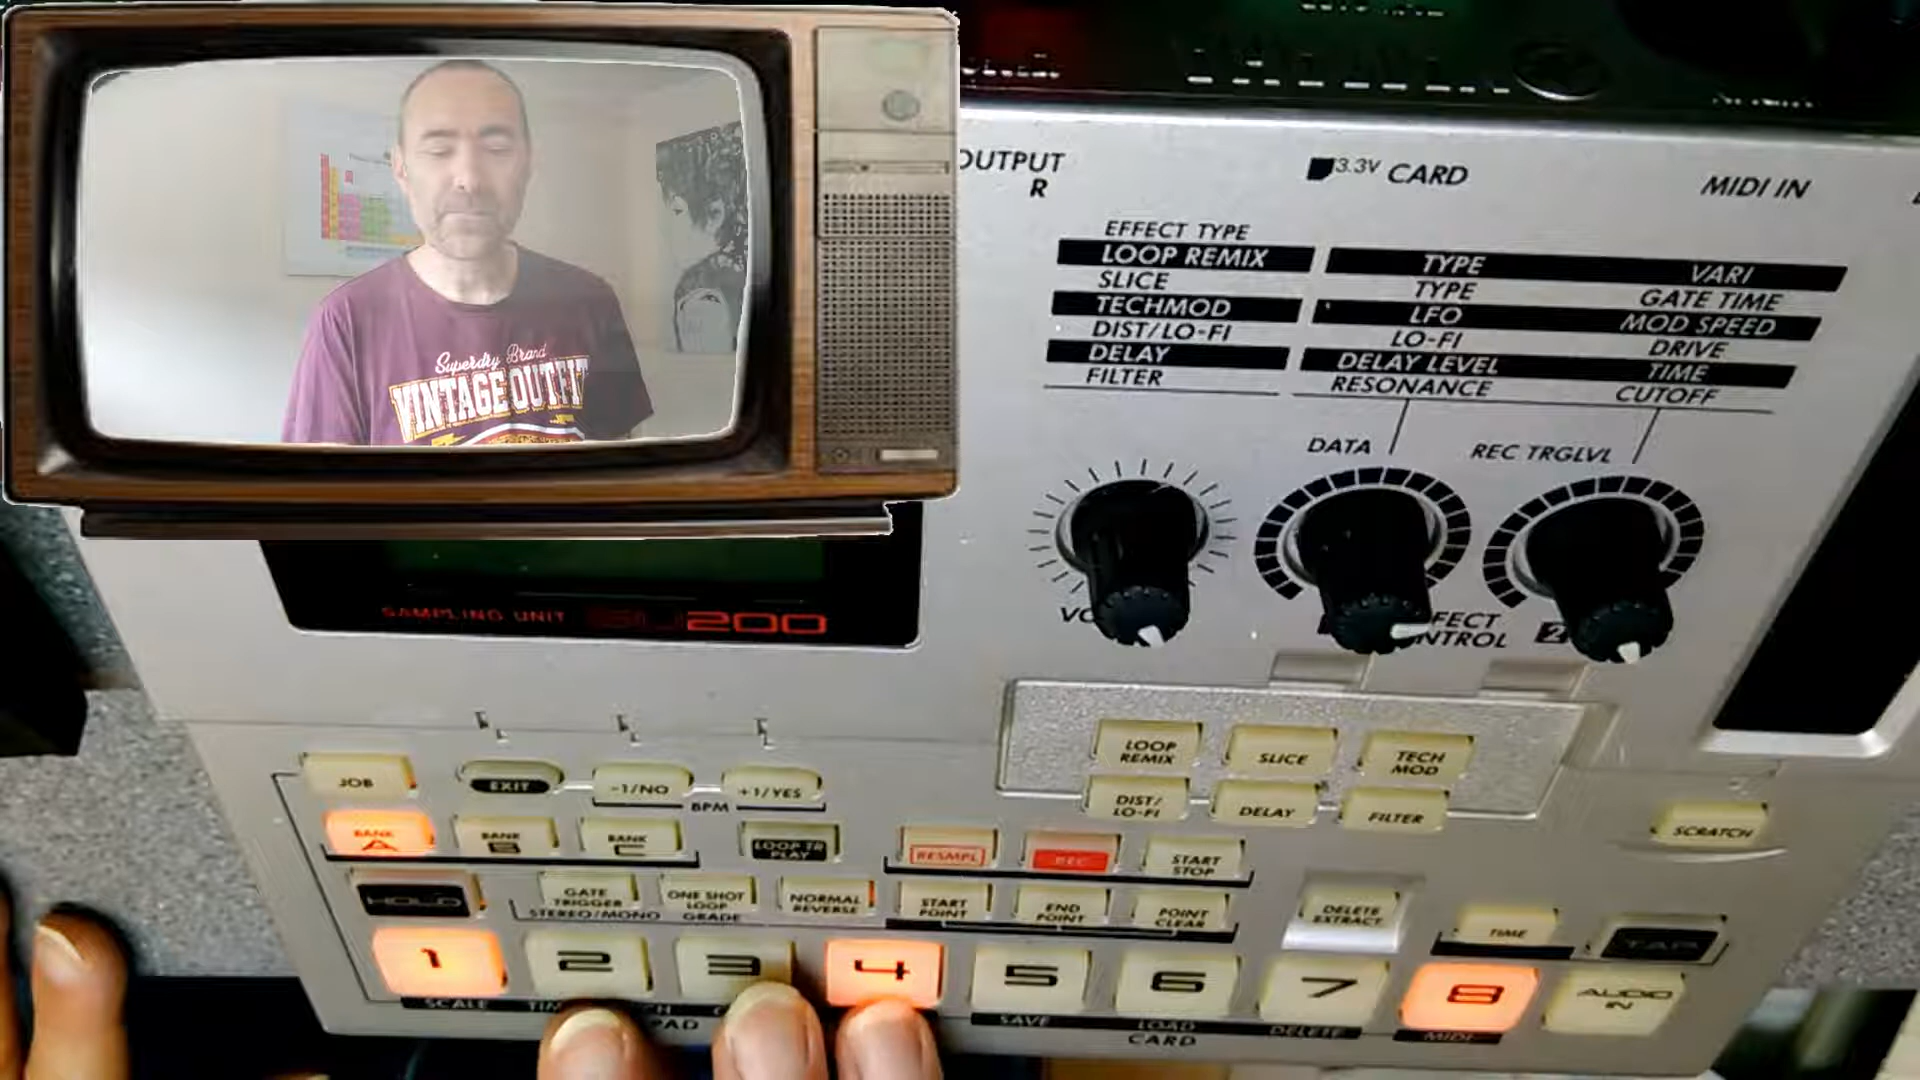 Superdry Brand
VINTAGE OUTFIT
OUTPUT
R
3.3V CARD
MIDI IN
EFFECT TYPE
LOOP REMIX TYPE VARI
SLICE TYPE GATE TIME
TECHMOD LFO MOD SPEED
DIST/LO-FI LO-FI DRIVE
DELAY DELAY LEVEL TIME
FILTER RESONANCE CUTOFF
DATA
REC TRGLVL
SAMPLING UNIT SU200
2
LOOP REMIX
SLICE
TECH MOD
DIST/LO-FI
DELAY
FILTER
JOB
EXIT
-1/NO
+1/YES
BPM
BANK A
BANK B
BANK C
LOOP TR PLAY
RESMPL
REC
START STOP
SCRATCH
HOLD
GATE TRIGGER
ONE SHOT LOOP
NORMAL REVERSE
STEREO/MONO
GRADE
START POINT
END POINT
POINT CLEAR
DELETE EXTRACT
TIME
TAP
1
2
3
4
5
6
7
8
AUDIO IN
SCALE
PAD
SAVE
LOAD
DELETE
MIDI
CARD